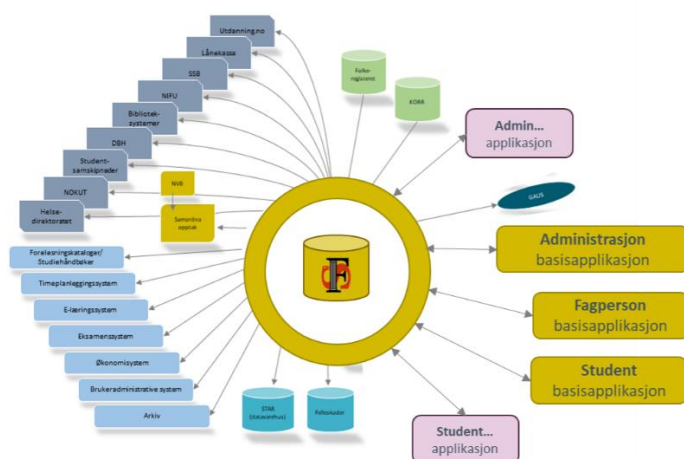 Utdanning.no
Lånekassa
SSB
NIFU
Bibliotek-
systemer
DBH
Student-
samskipnader
NOKUT
Helse-
direktoratet
NVB
Samordna
opptak
Forelesningskataloger/
Studiehåndbøker
Timeplanleggingssystem
E-læringssystem
Eksamenssystem
Økonomisystem
Brukeradministrative system
Arkiv
STAR
(datavarehus)
Feilkoder
Folke-
registeret
KORR
Admin...
applikasjon
GAUS
Administrasjon
basisapplikasjon
Fagperson
basisapplikasjon
Student
basisapplikasjon
Student...
applikasjon